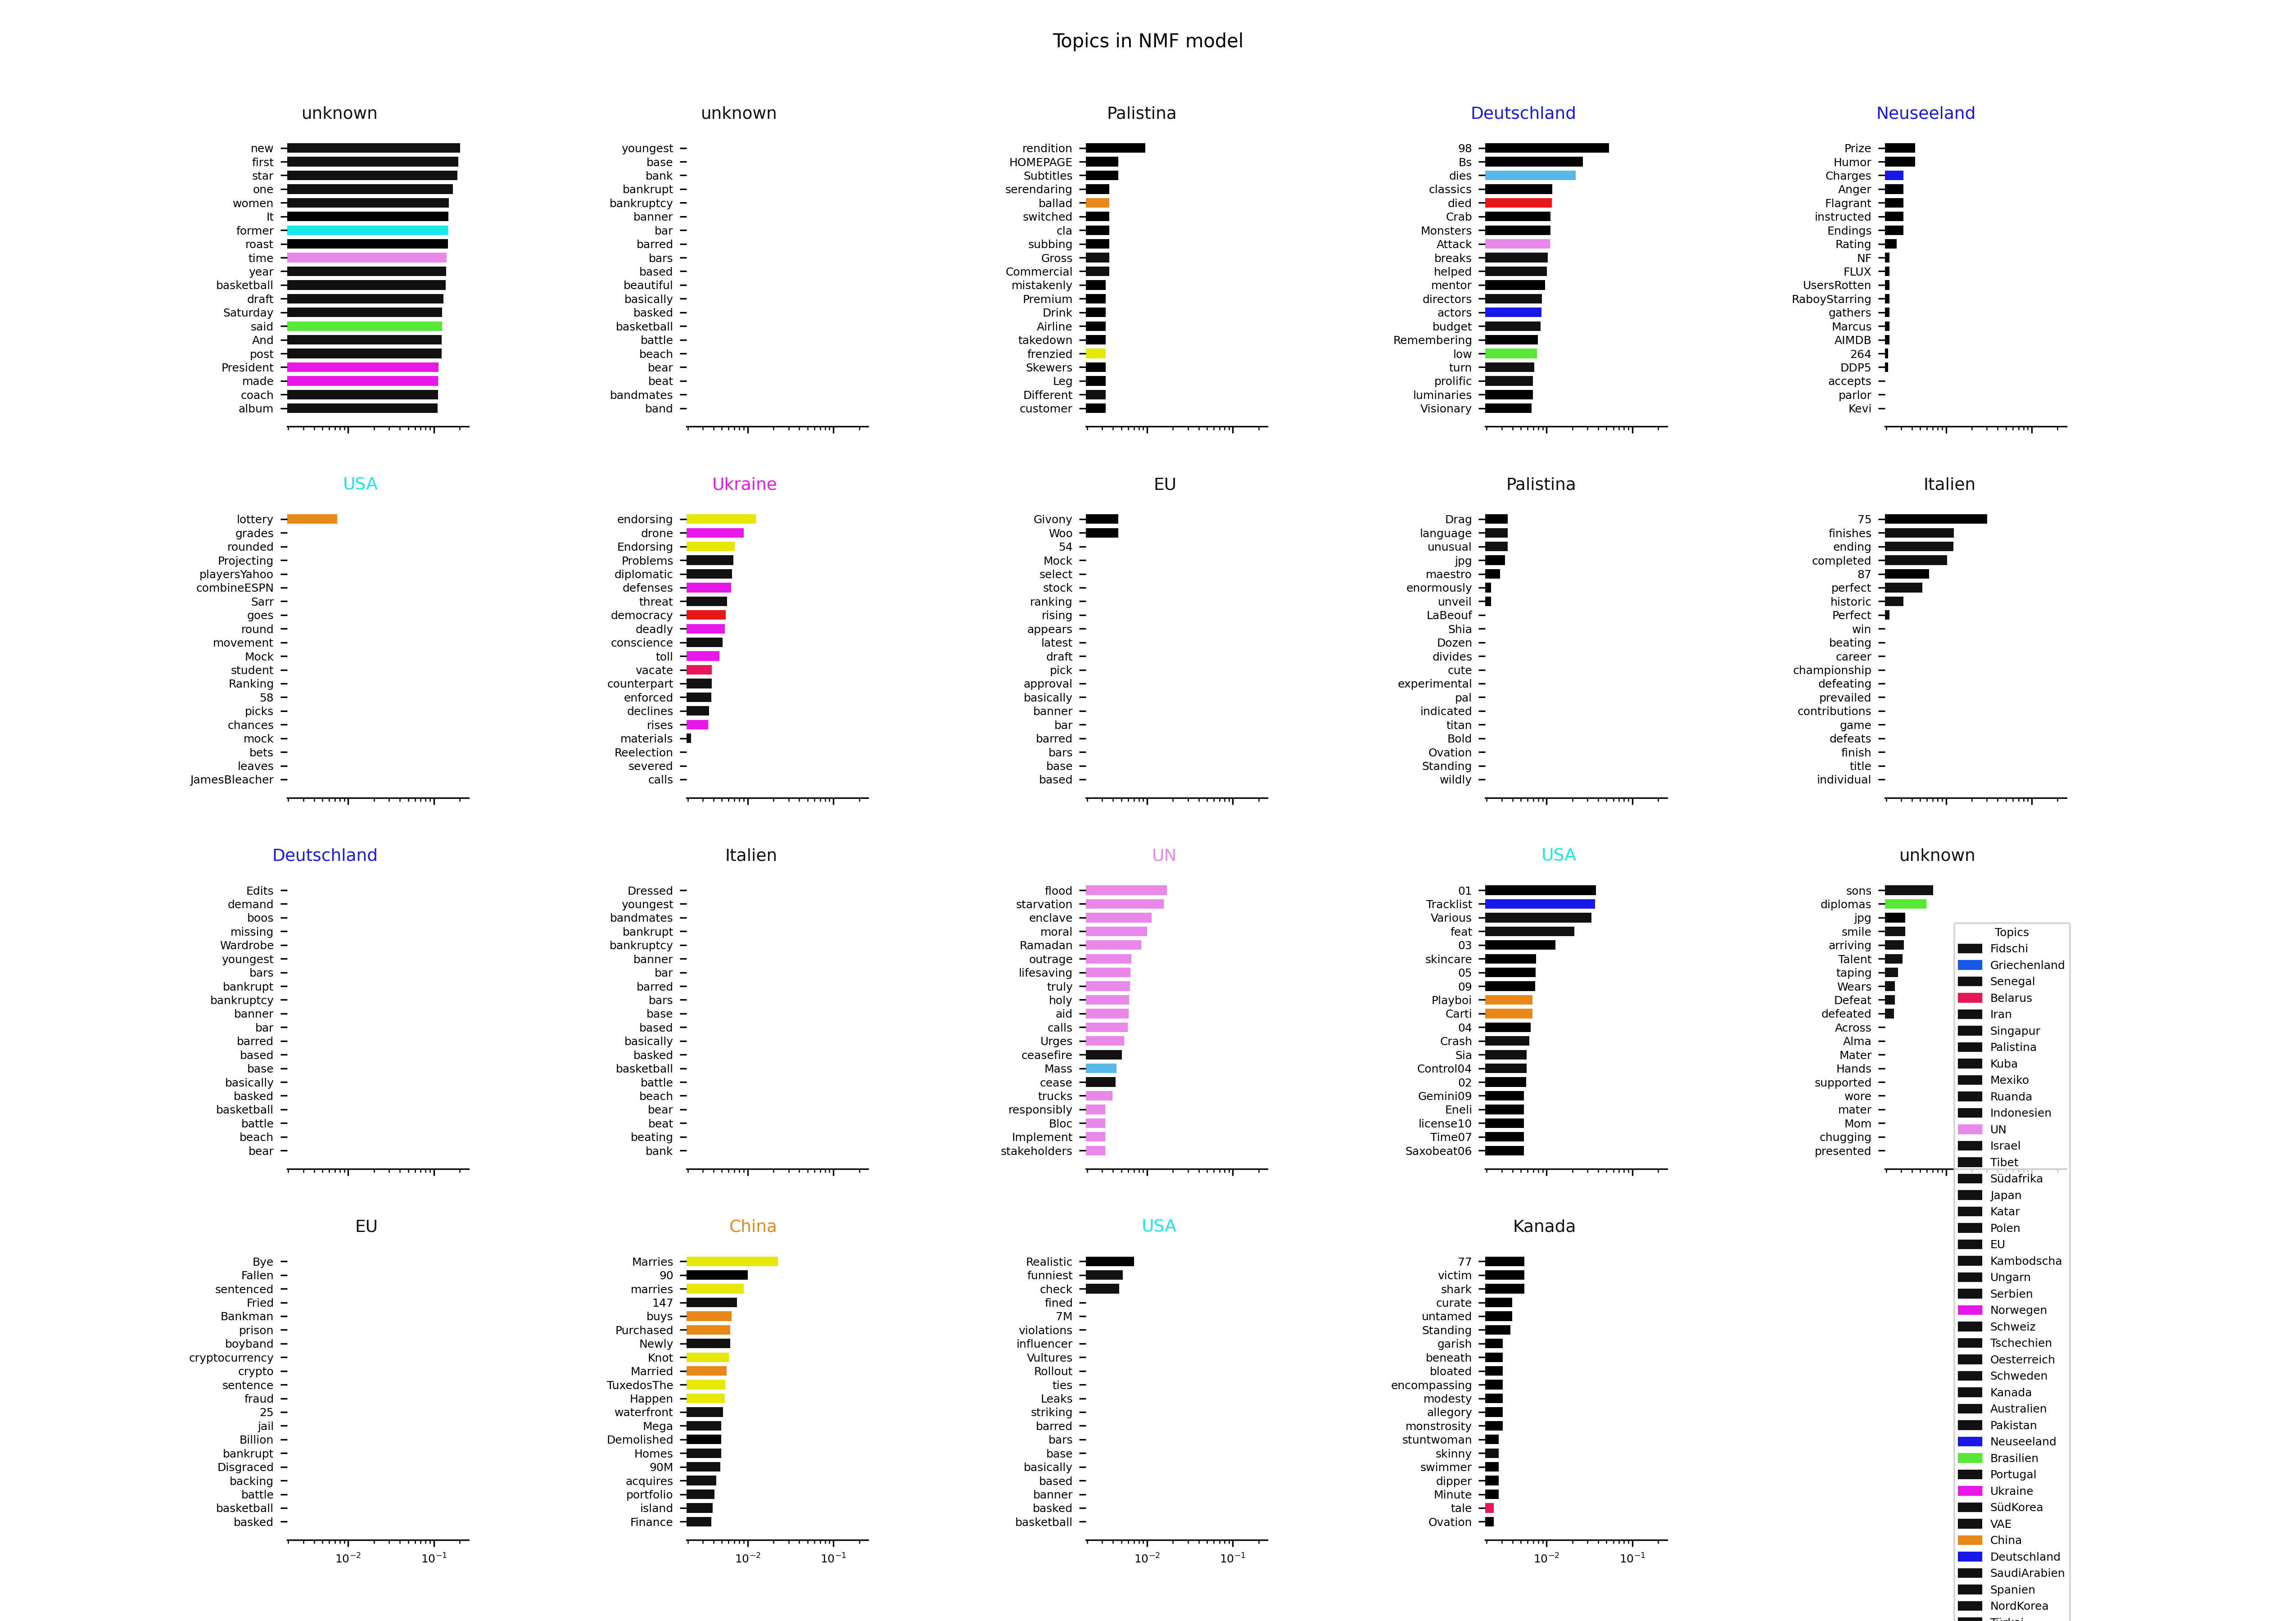 Topics in NMF model
unknown
new
first
star
one
women
It
former
roast
time
year
basketball
draft
Saturday
said
And
post
President
made
coach
album
unknown
youngest
base
bank
bankrupt
bankruptcy
banner
bar
barred
bars
based
beautiful
basically
basked
basketball
battle
beach
bear
beat
bandmates
band
Palistina
rendition
HOMEPAGE
Subtitles
serendaring
ballad
switched
cla
subbing
Gross
Commercial
mistakenly
Premium
Drink
Airline
takedown
frenzied
Skewers
Leg
Different
customer
Deutschland
98
Bs
dies
classics
died
Crab
Monsters
Attack
breaks
helped
mentor
directors
actors
budget
Remembering
low
turn
prolific
luminaries
Visionary
Neuseeland
Prize
Humor
Charges
Anger
Flagrant
instructed
Endings
Rating
NF
FLUX
UsersRotten
RaboyStarring
gathers
Marcus
AIMDB
264
DDP5
accepts
parlor
Kevi
USA
lottery
grades
rounded
Projecting
playersYahoo
combineESPN
Sarr
goes
round
movement
Mock
student
Ranking
58
picks
chances
mock
bets
leaves
JamesBleacher
Ukraine
endorsing
drone
Endorsing
Problems
diplomatic
defenses
threat
democracy
deadly
conscience
toll
vacate
counterpart
enforced
declines
rises
materials
Reelection
severed
calls
EU
Givony
Woo
54
Mock
select
stock
ranking
rising
appears
latest
draft
pick
approval
basically
banner
bar
barred
bars
base
based
Palistina
Drag
language
unusual
jpg
maestro
enormously
unveil
LaBeouf
Shia
Dozen
divides
cute
experimental
pal
indicated
titan
Bold
Ovation
Standing
wildly
Italien
75
finishes
ending
completed
87
perfect
historic
Perfect
win
beating
career
championship
defeating
prevailed
contributions
game
defeats
finish
title
individual
Deutschland
Edits
demand
boos
missing
Wardrobe
youngest
bars
bankrupt
bankruptcy
banner
bar
barred
based
base
basically
basked
basketball
battle
beach
bear
Italien
Dressed
youngest
bandmates
bankrupt
bankruptcy
banner
bar
barred
bars
base
based
basically
basked
basketball
battle
beach
bear
beat
beating
bank
UN
flood
starvation
enclave
moral
Ramadan
outrage
lifesaving
truly
holy
aid
calls
Urges
ceasefire
Mass
cease
trucks
responsibly
Bloc
Implement
stakeholders
USA
01
Tracklist
Various
feat
03
skincare
05
09
Playboi
Carti
04
Crash
Sia
Control04
02
Gemini09
Eneli
license10
Time07
Saxobeat06
unknown
sons
diplomas
jpg
smile
arriving
Talent
taping
Wears
Defeat
defeated
Across
Alma
Mater
Hands
supported
wore
mater
Mom
chugging
presented
EU
Bye
Fallen
sentenced
Fried
Bankman
prison
boyband
cryptocurrency
crypto
sentence
fraud
25
jail
Billion
bankrupt
Disgraced
backing
battle
basketball
basked
10⁻² 10⁻¹
China
Marries
90
marries
147
buys
Purchased
Newly
Knot
Married
TuxedosThe
Happen
waterfront
Mega
Demolished
Homes
90M
acquires
portfolio
island
Finance
10⁻² 10⁻¹
USA
Realistic
funniest
check
fined
7M
violations
influencer
Vultures
Rollout
ties
Leaks
striking
barred
bars
base
basically
based
banner
basked
basketball
10⁻² 10⁻¹
Kanada
77
victim
shark
curate
untamed
Standing
garish
beneath
bloated
encompassing
modesty
allegory
monstrosity
stuntwoman
skinny
swimmer
dipper
Minute
tale
Ovation
10⁻² 10⁻¹
Topics
Fidschi
Griechenland
Senegal
Belarus
Iran
Singapur
Palistina
Kuba
Mexiko
Ruanda
Indonesien
UN
Israel
Tibet
Südafrika
Japan
Katar
Polen
EU
Kambodscha
Ungarn
Serbien
Norwegen
Schweiz
Tschechien
Oesterreich
Schweden
Kanada
Australien
Pakistan
Neuseeland
Brasilien
Portugal
Ukraine
SüdKorea
VAE
China
Deutschland
SaudiArabien
Spanien
NordKorea